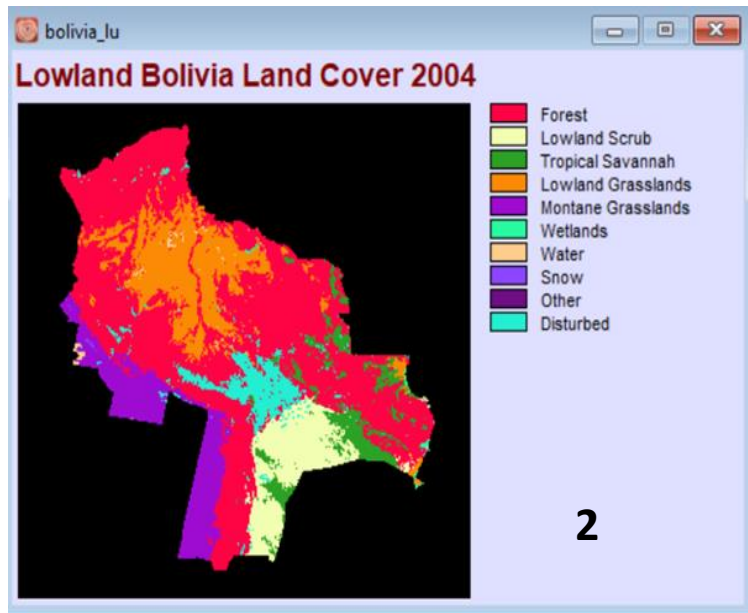 bolivia_lu
Lowland Bolivia Land Cover 2004
Forest
Lowland Scrub
Tropical Savannah
Lowland Grasslands
Montane Grasslands
Wetlands
Water
Snow
Other
Disturbed
2